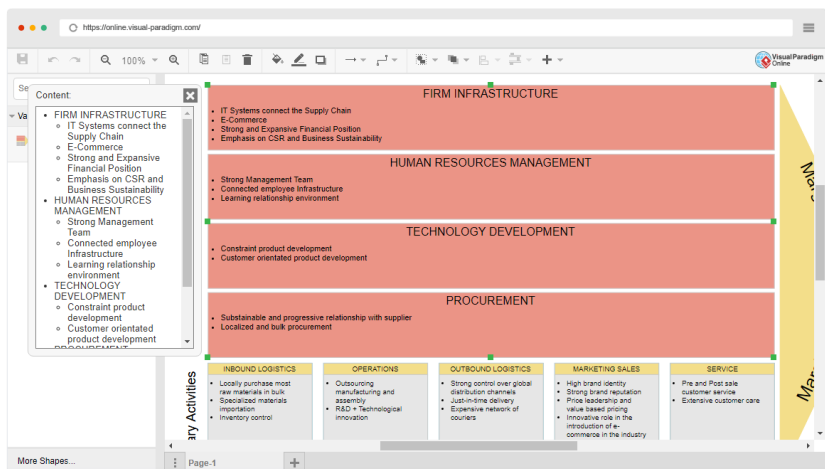 https://online.visual-paradigm.com/
100%
Visual Paradigm
Online
Se
Va
Content:
FIRM INFRASTRUCTURE
IT Systems connect the
Supply Chain
E-Commerce
Strong and Expansive
Financial Position
Emphasis on CSR and
Business Sustainability
HUMAN RESOURCES
MANAGEMENT
Strong Management
Team
Connected employee
Infrastructure
Learning relationship
environment
TECHNOLOGY
DEVELOPMENT
Constraint product
development
Customer orientated
product development
PROCUREMENT
FIRM INFRASTRUCTURE
IT Systems connect the Supply Chain
E-Commerce
Strong and Expansive Financial Position
Emphasis on CSR and Business Sustainability
HUMAN RESOURCES MANAGEMENT
Strong Management Team
Connected employee Infrastructure
Learning relationship environment
TECHNOLOGY DEVELOPMENT
Constraint product development
Customer orientated product development
PROCUREMENT
Substainable and progressive relationship with supplier
Localized and bulk procurement
ary Activities
INBOUND LOGISTICS
Locally purchase most
raw materials in bulk
Specialized materials
importation
Inventory control
OPERATIONS
Outsourcing
manufacturing and
assembly
R&D + Technological
innovation
OUTBOUND LOGISTICS
Strong control over global
distribution channels
Just-in-time delivery
Expensive network of
couriers
MARKETING SALES
High brand identity
Strong brand reputation
Price leadership and
value based pricing
Innovative role in the
introduction of e-
commerce in the industry
SERVICE
Pre and Post sale
customer service
Extensive customer care
More Shapes...
Page-1